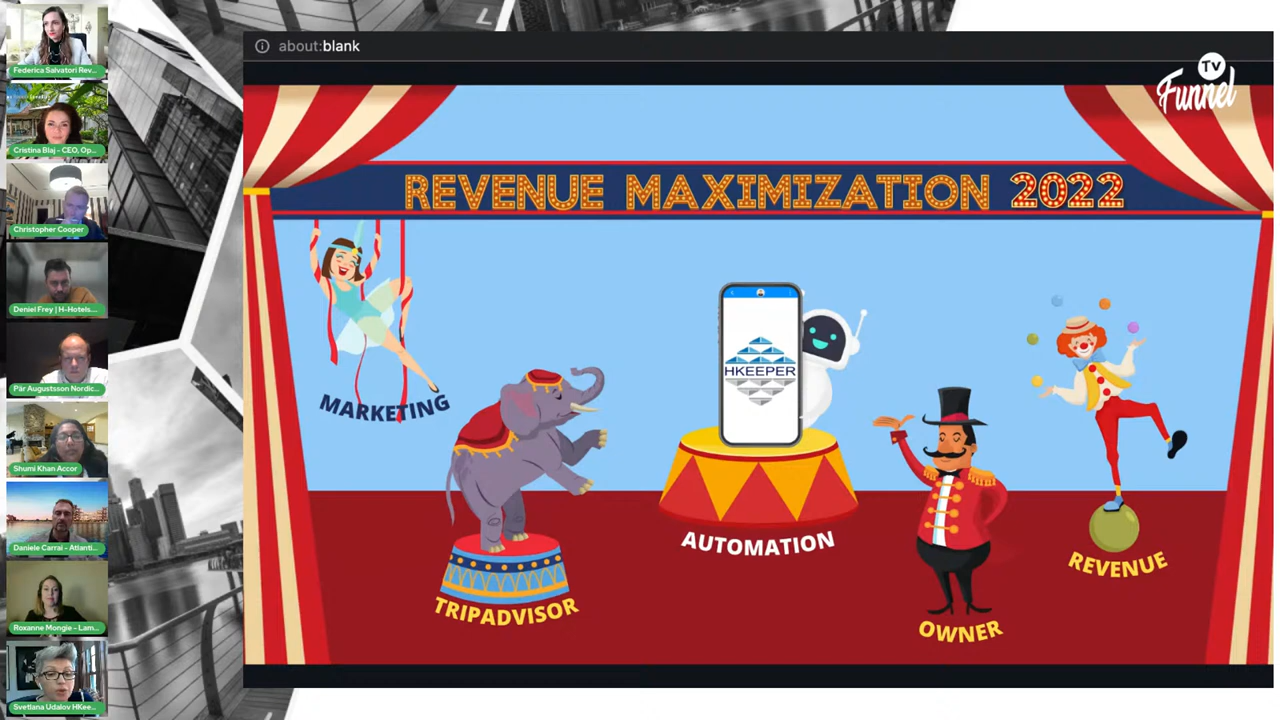 about:blank
TV
Funnel
REVENUE MAXIMIZATION 2022
MARKETING
HKEEPER
AUTOMATION
TRIPADVISOR
OWNER
REVENUE
Federica Salvatori Rev...
Cristina Blaj - CEO, Op...
Christopher Cooper
Deniel Frey | H-Hotels...
Pär Augustsson Nordic...
Shumi Khan Accor
Daniele Carrai - Atlanti...
Roxanne Mongie - Lam...
Svetlana Udalov HKee...